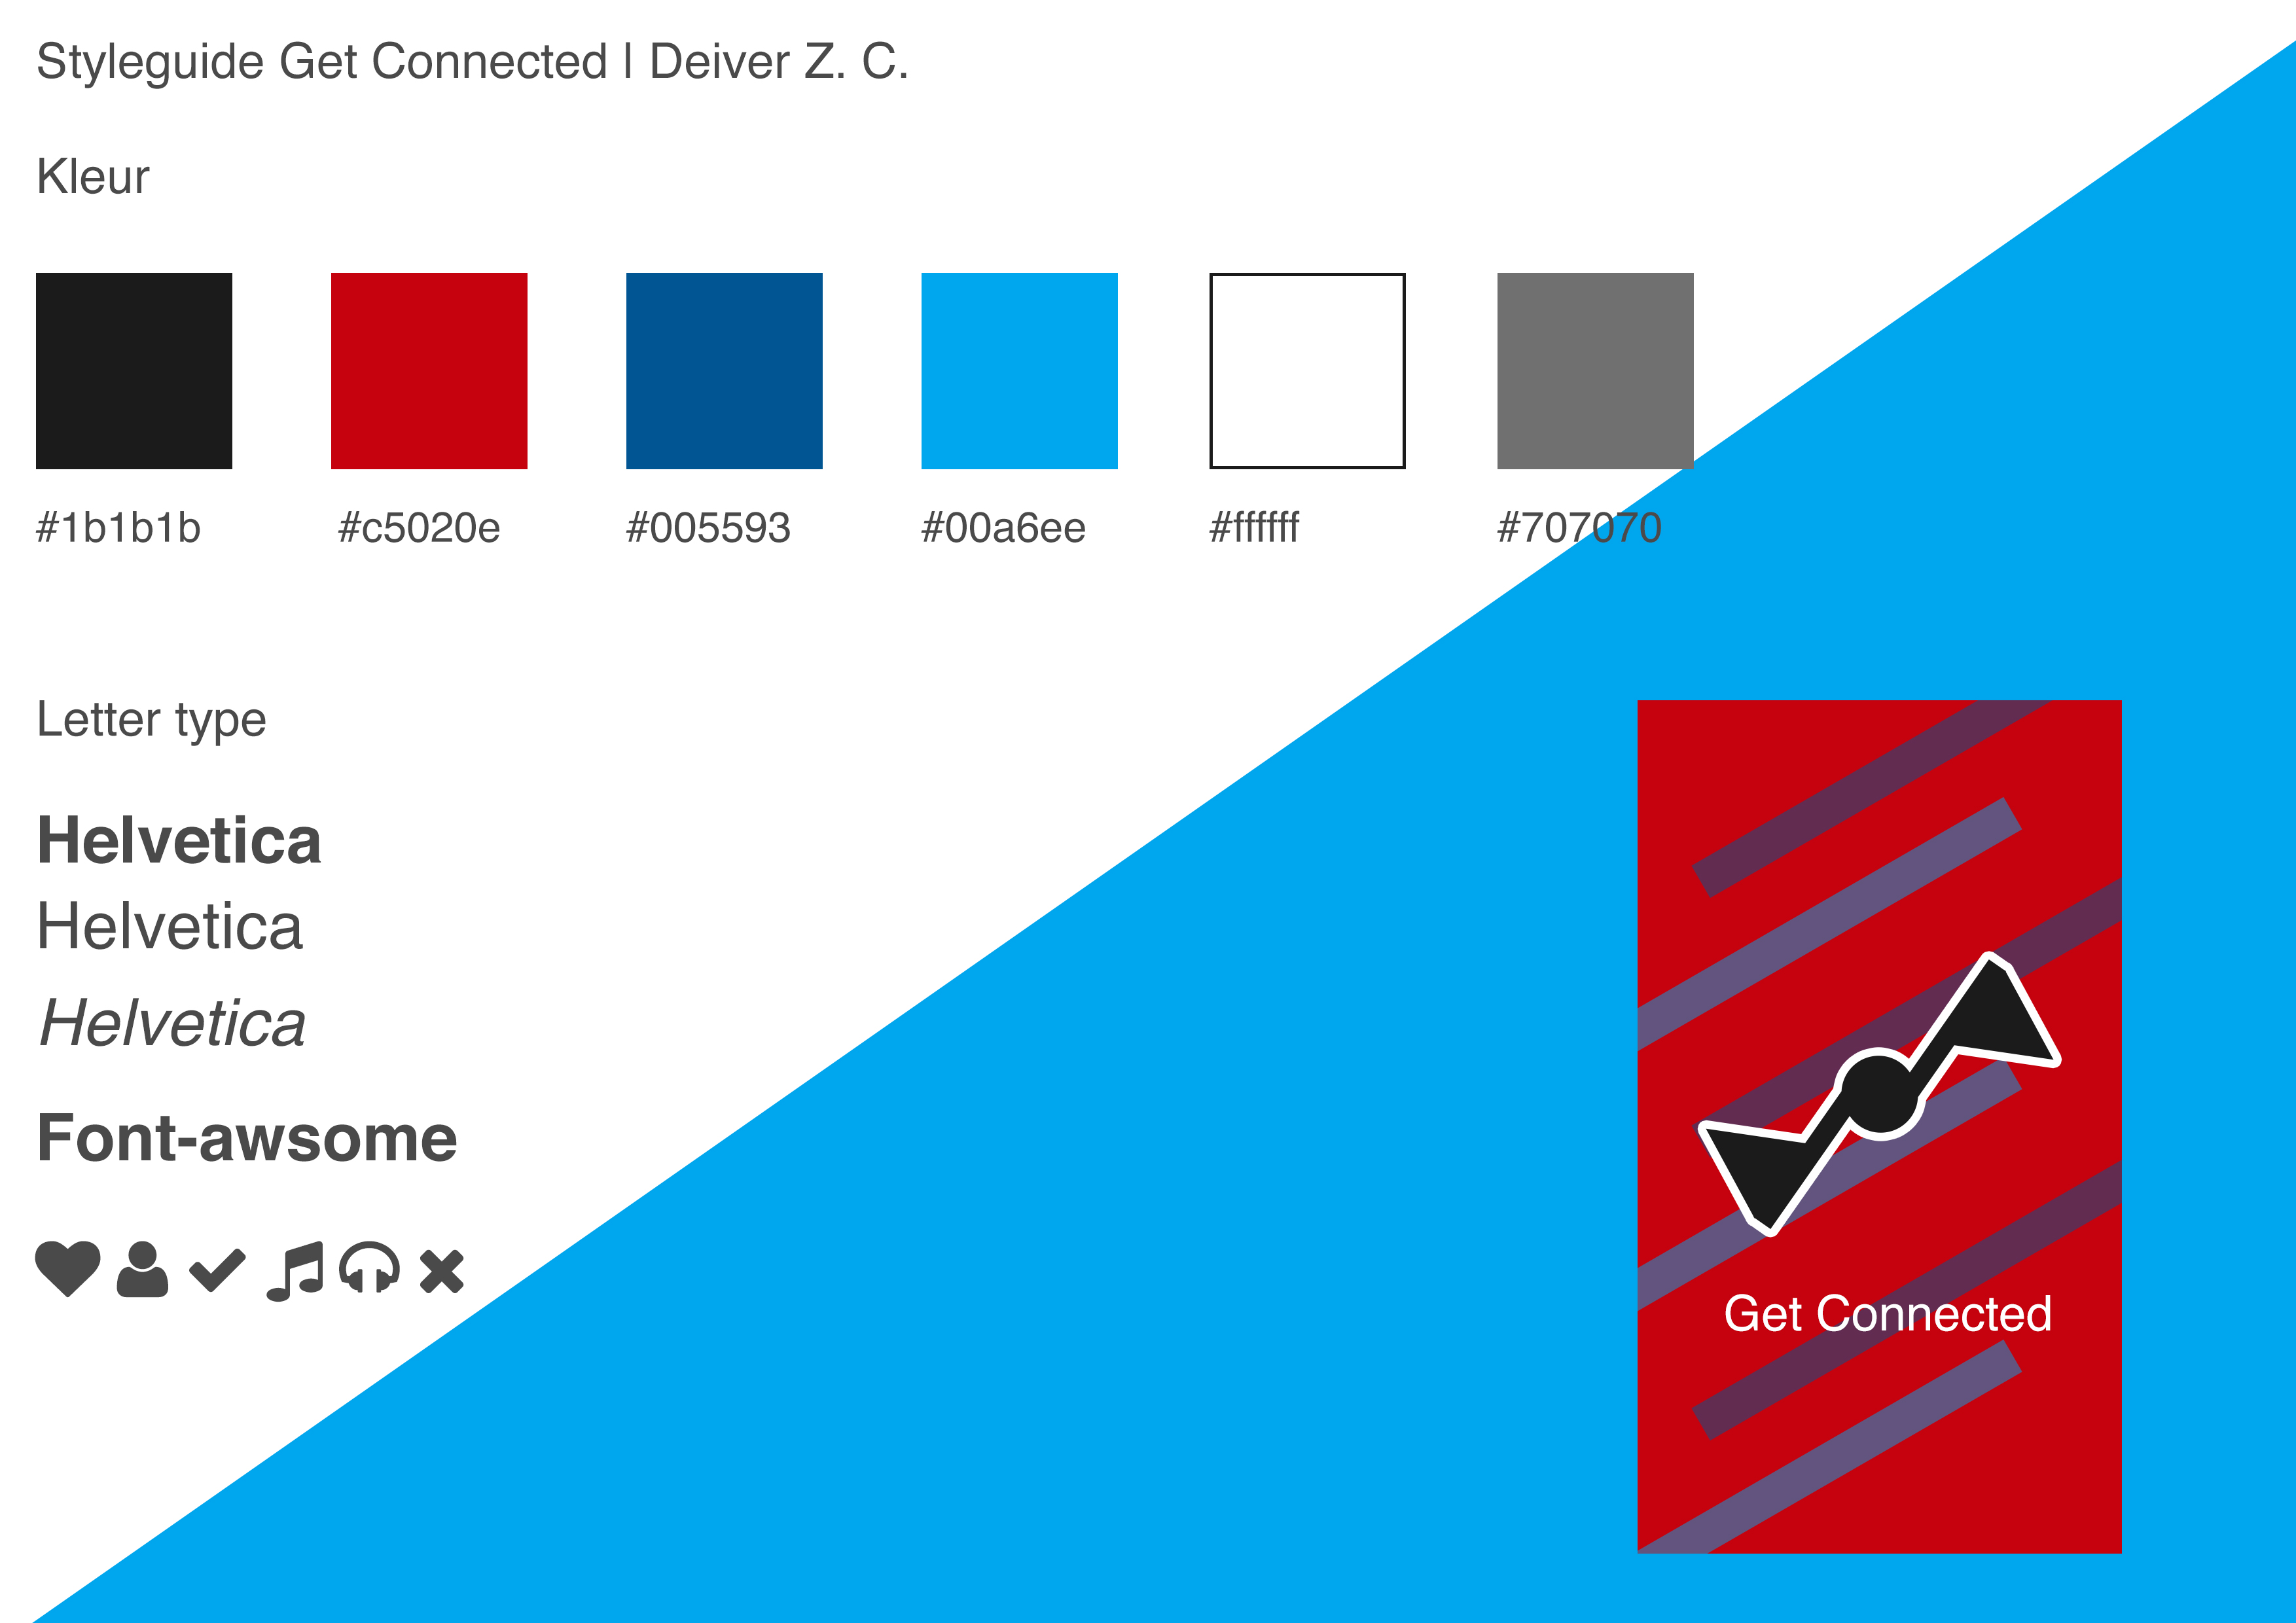 Styleguide Get Connected | Deiver Z. C.
Kleur
#1b1b1b #c5020e #005593 #00a6ee #ffffff #707070
Letter type
Helvetica
Helvetica
Helvetica
Font-awsome
Get Connected